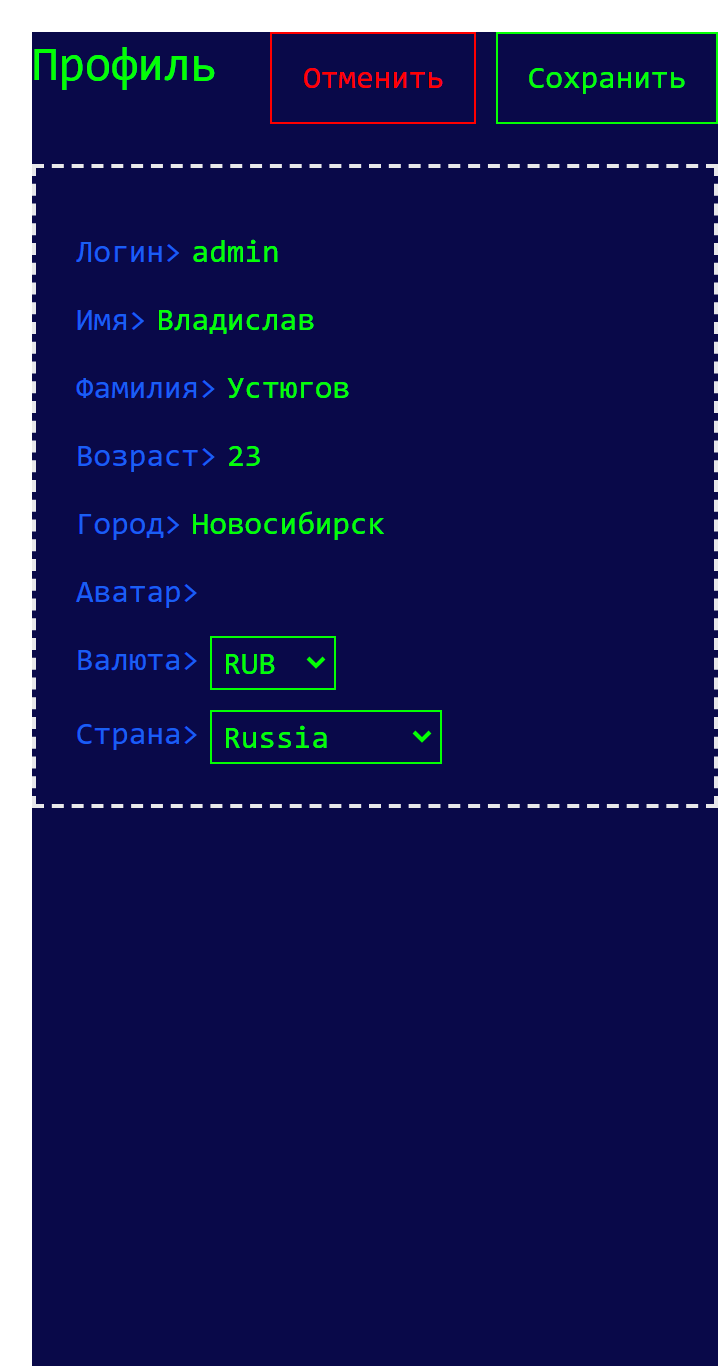 Профиль Отменить Сохранить
Логин> admin
Имя> Владислав
Фамилия> Устюгов
Возраст> 23
Город> Новосибирск
Аватар>
Валюта> RUB
Страна> Russia